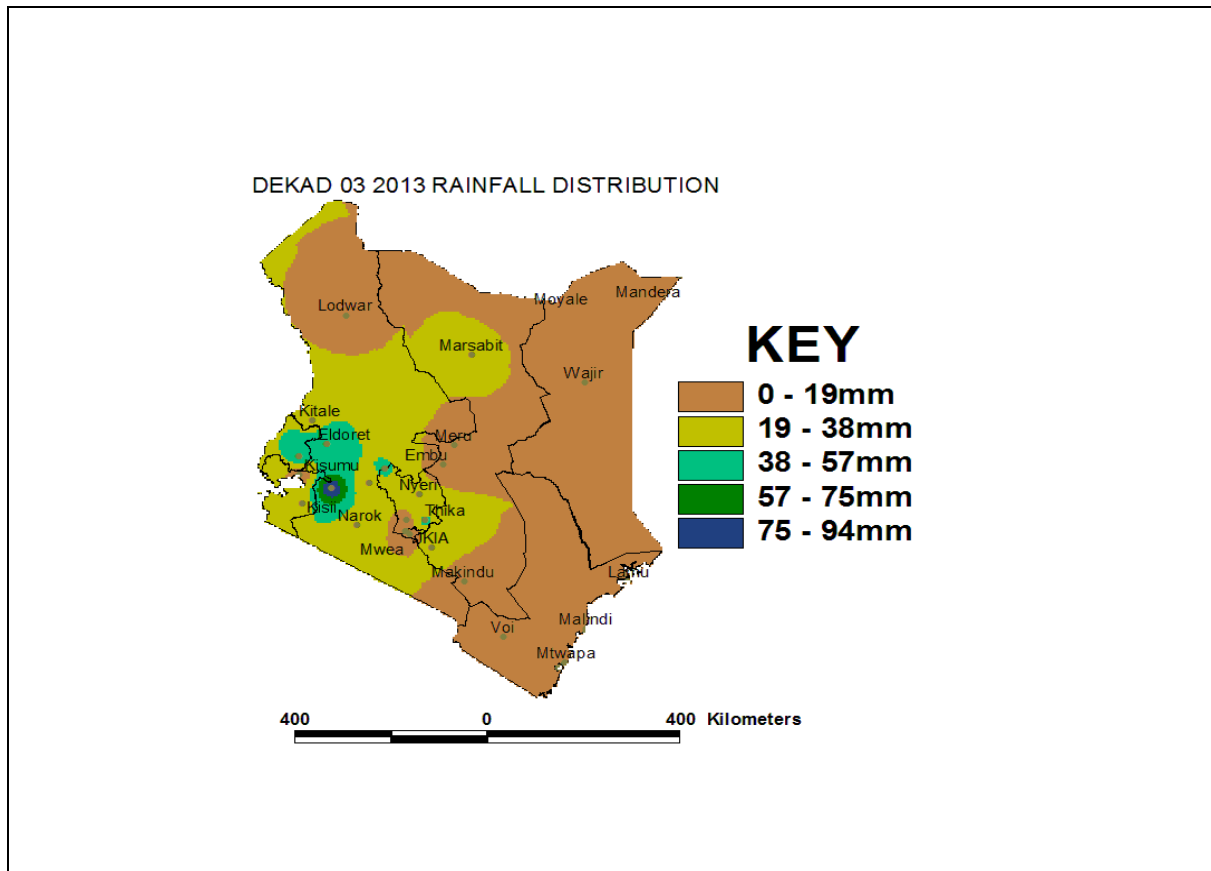 DEKAD 03 2013 RAINFALL DISTRIBUTION
Lodwar
Moyale
Mandera
Marsabit
Wajir
Kitale
Eldoret
Meru
Embu
Kisumu
Nyeri
Kisii
Narok
Thika
Mwea
JKIA
Makindu
Lamu
Voi
Malindi
Mtwapa
KEY
0 - 19mm
19 - 38mm
38 - 57mm
57 - 75mm
75 - 94mm
400 0 400 Kilometers